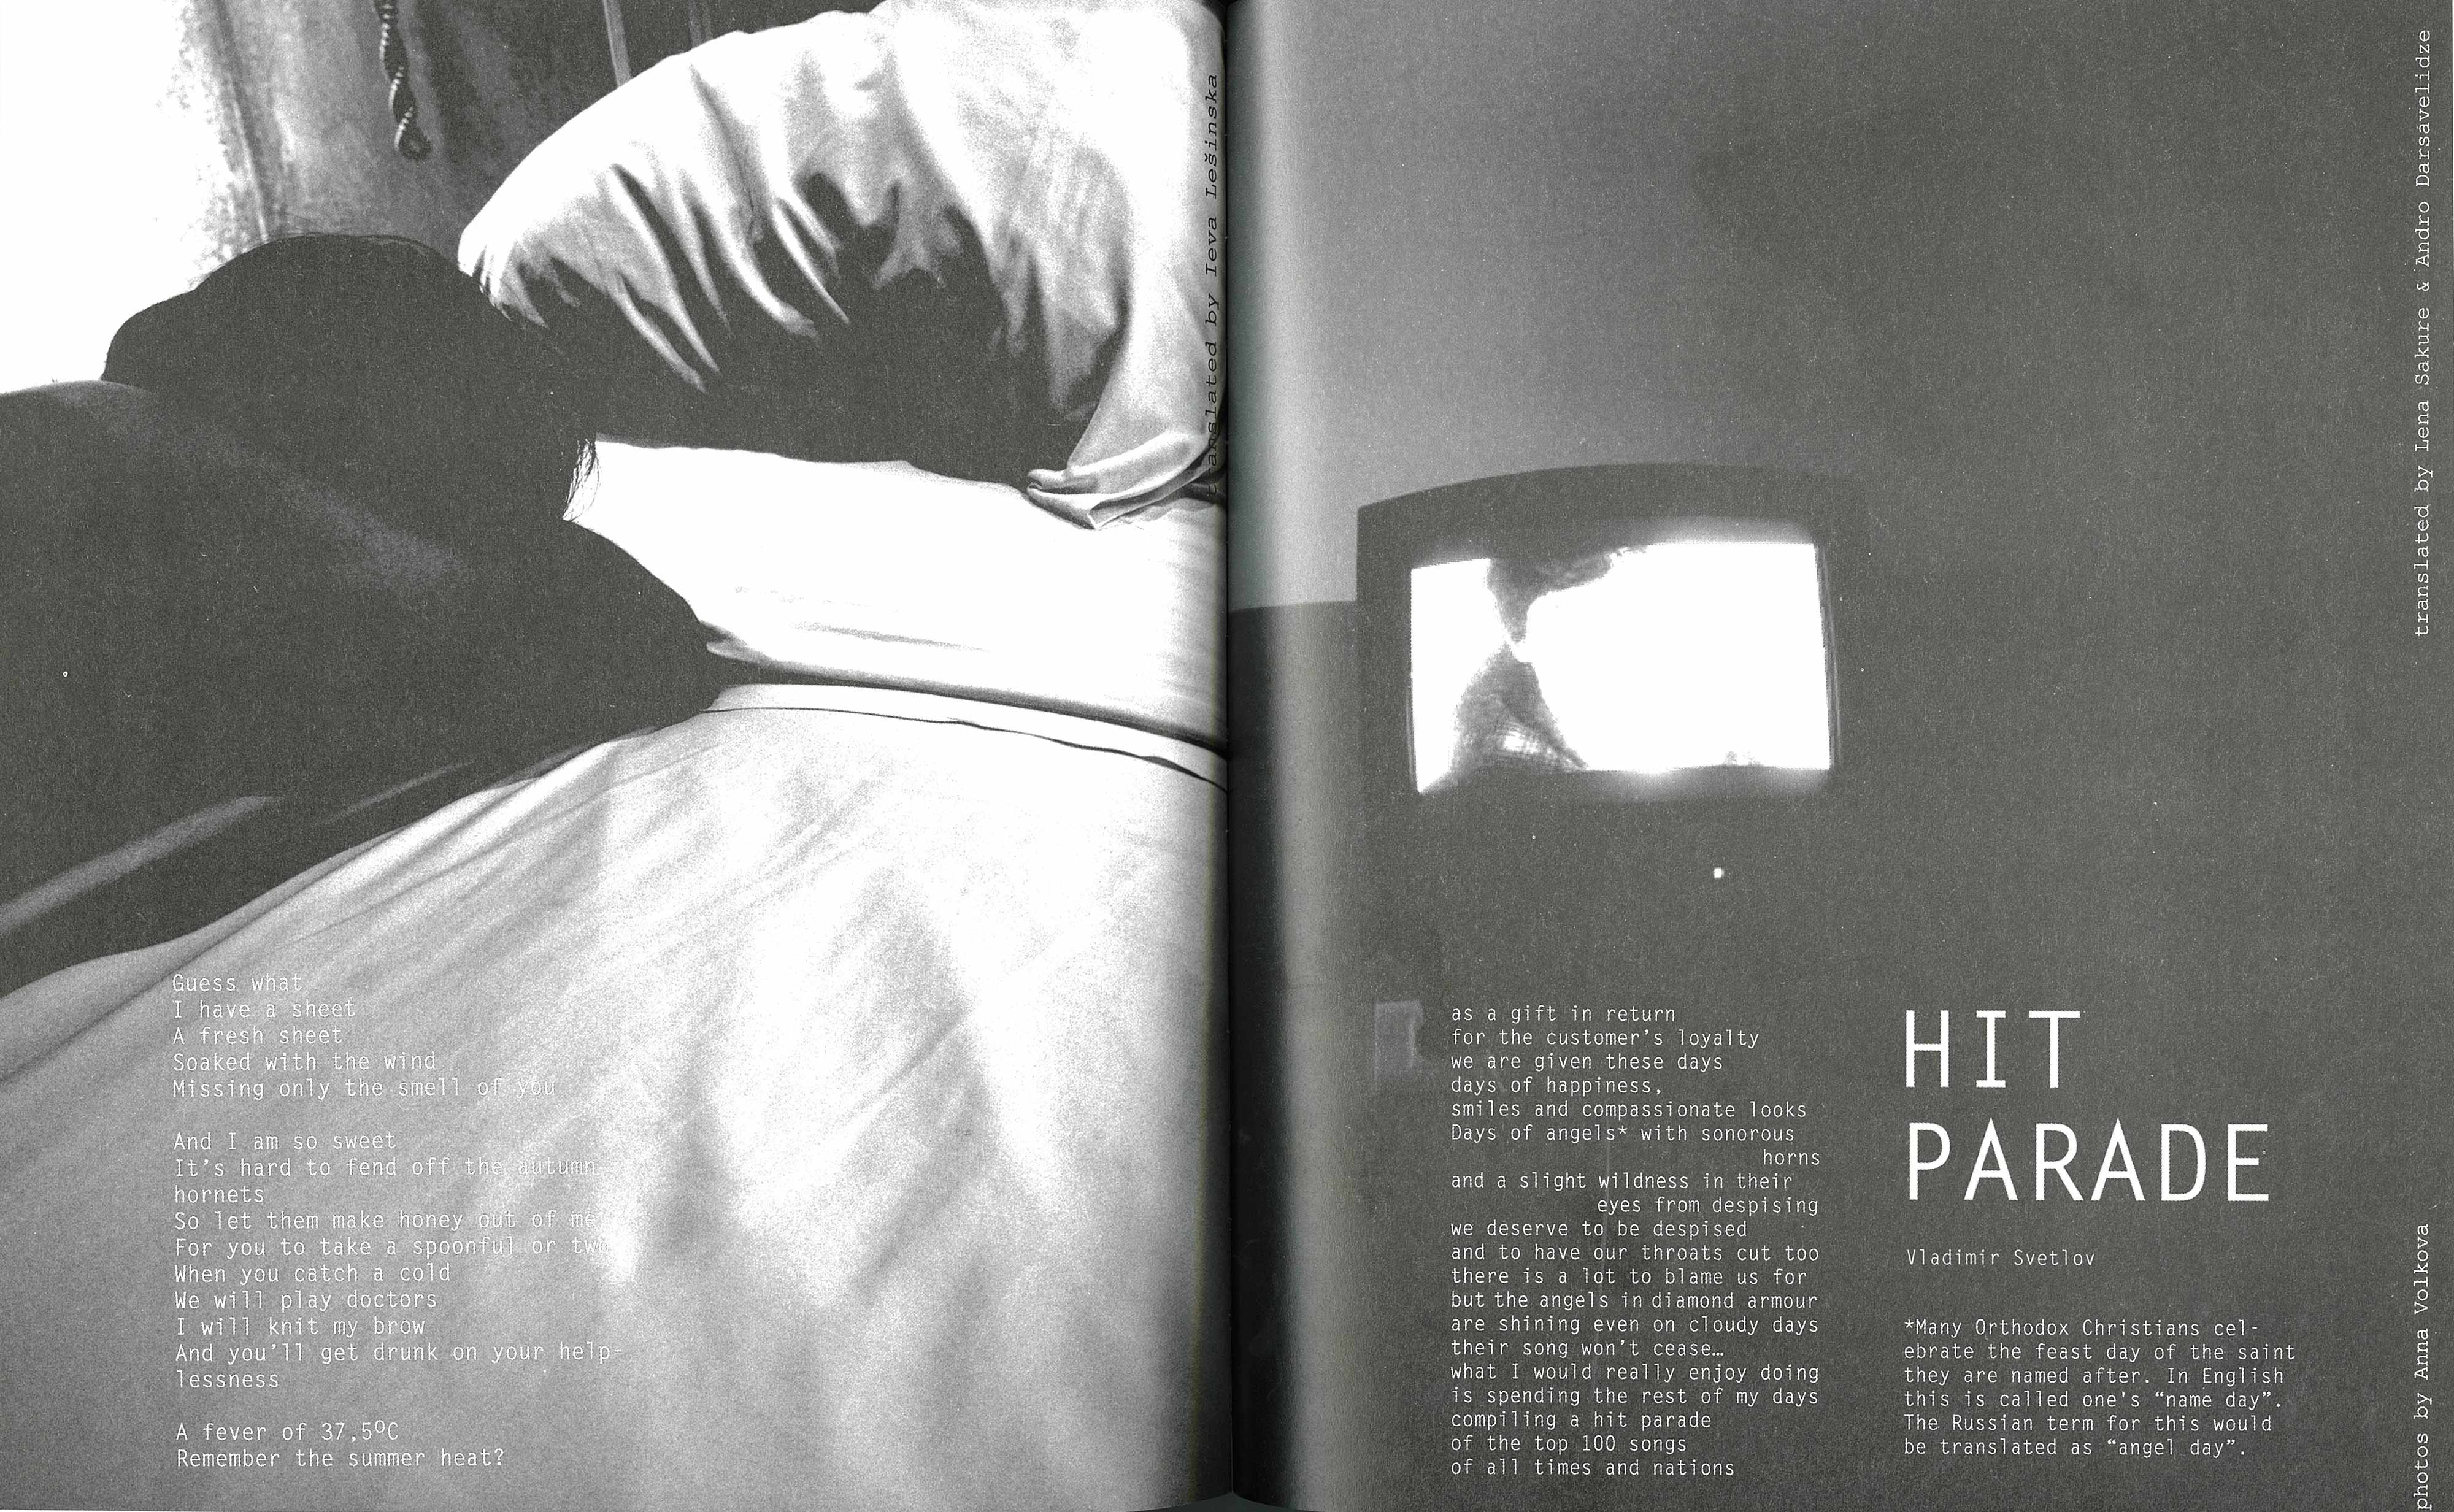 Guess what
I have a sheet
A fresh sheet
Soaked with the wind
Missing only the smell of you
And I am so sweet
It's hard to fend off the autumn
hornets
So let them make honey out of me
For you to take a spoonful or two
When you catch a cold
We will play doctors
I will knit my brow
And you'll get drunk on your help-
lessness
A fever of 37,5ºC
Remember the summer heat?
translated by Ieva Lešinska
as a gift in return
for the customer's loyalty
we are given these days
days of happiness,
smiles and compassionate looks
Days of angels* with sonorous
horns
and a slight wildness in their
eyes from despising
we deserve to be despised
and to have our throats cut too
there is a lot to blame us for
but the angels in diamond armour
are shining even on cloudy days
their song won't cease…
what I would really enjoy doing
is spending the rest of my days
compiling a hit parade
of the top 100 songs
of all times and nations
HIT
PARADE
Vladimir Svetlov
*Many Orthodox Christians cel-
ebrate the feast day of the saint
they are named after. In English
this is called one's “name day”.
The Russian term for this would
be translated as “angel day”.
translated by Lena Sakure & Andro Darsavelidze
photos by Anna Volkova